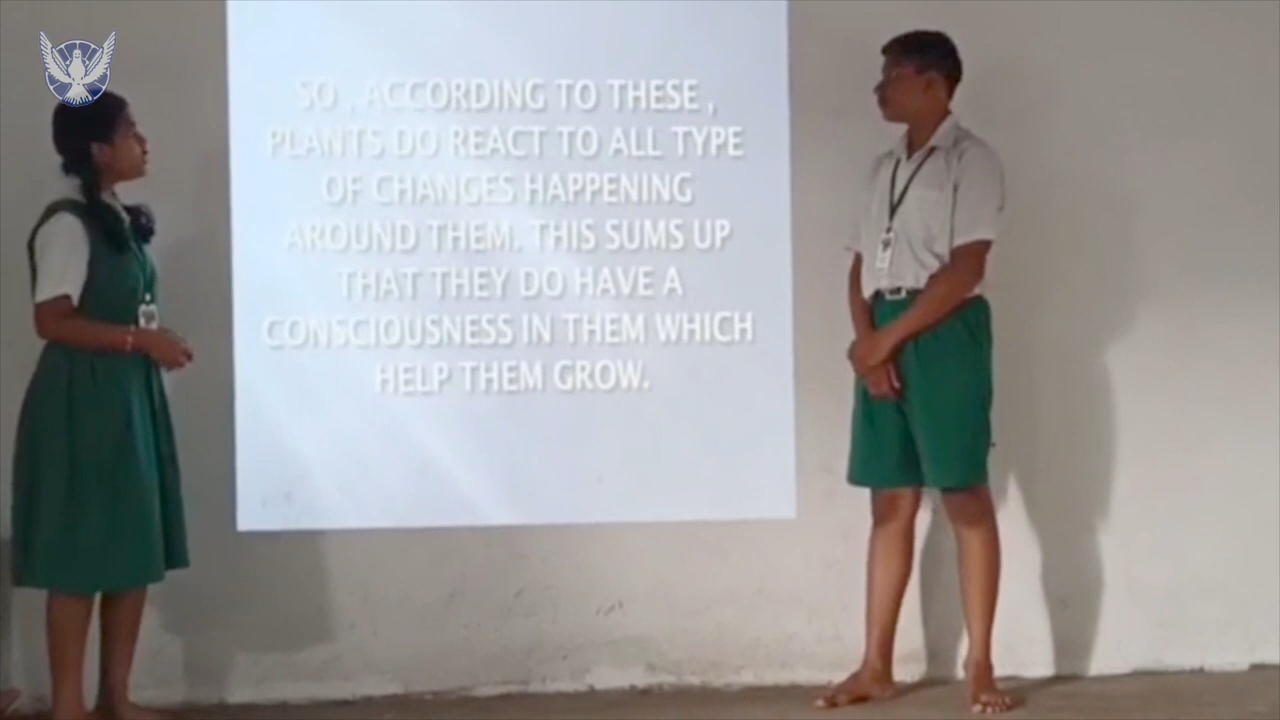 SO , ACCORDING TO THESE ,
PLANTS DO REACT TO ALL TYPE
OF CHANGES HAPPENING
AROUND THEM. THIS SUMS UP
THAT THEY DO HAVE A
CONSCIOUSNESS IN THEM WHICH
HELP THEM GROW.